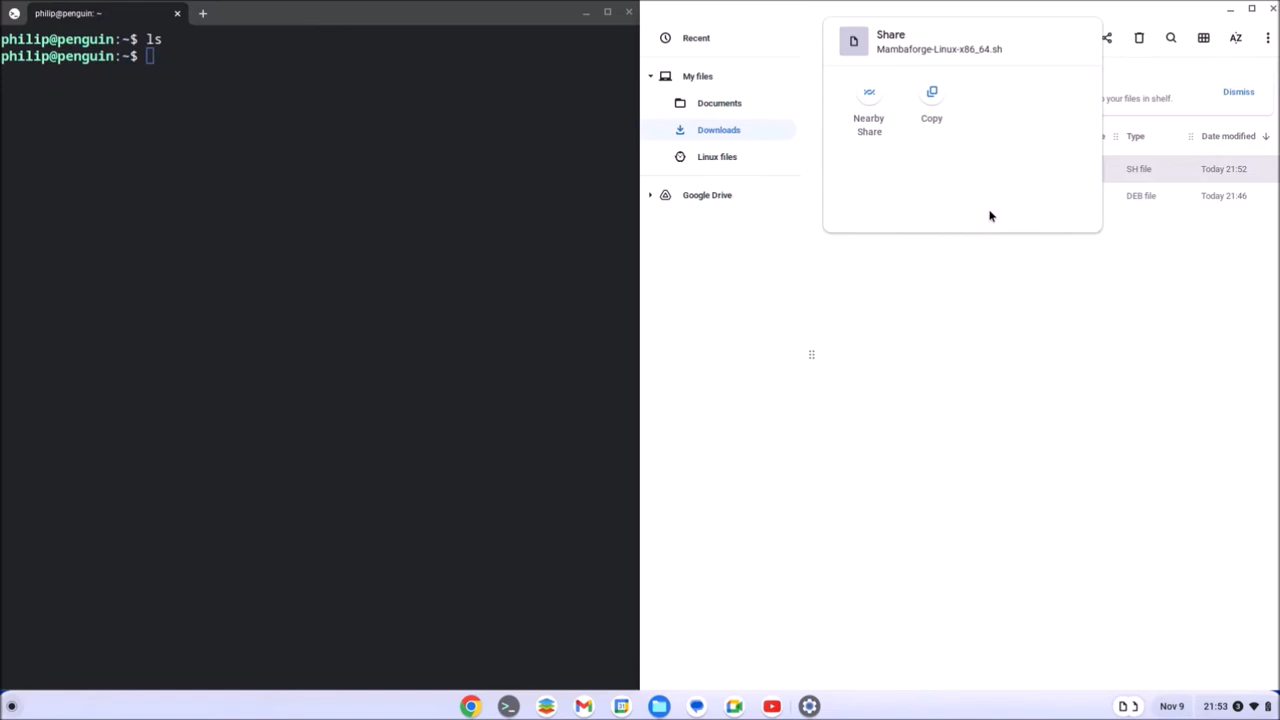 philip@penguin: ~
philip@penguin:~$ ls
philip@penguin:~$
Recent
My files
Documents
Downloads
Linux files
Google Drive
Share
Mambaforge-Linux-x86_64.sh
Nearby
Share
Copy
your files in shelf.
Dismiss
Type
Date modified
SH file
Today 21:52
DEB file
Today 21:46
Nov 9
21:53